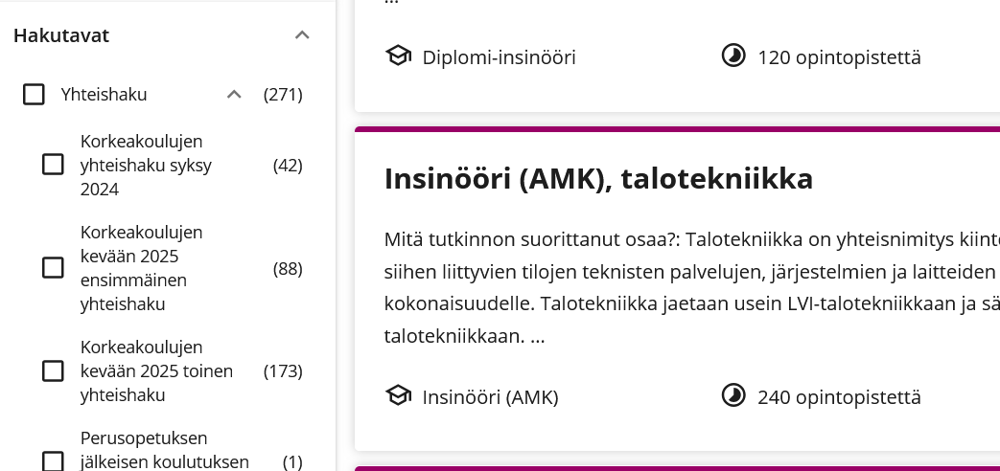 Hakutavat
Yhteishaku (271)
Korkeakoulujen
yhteishaku syksy (42)
2024
Korkeakoulujen
kevään 2025
ensimmäinen (88)
yhteishaku
Korkeakoulujen
kevään 2025 toinen (173)
yhteishaku
Perusopetuksen
jälkeisen koulutuksen (1)
...
Diplomi-insinööri 120 opintopistettä
Insinööri (AMK), talotekniikka
Mitä tutkinnon suorittanut osaa?: Talotekniikka on yhteisnimitys
siihen liittyvien tilojen teknisten palvelujen, järjestelmien ja laitteiden
kokonaisuudelle. Talotekniikka jaetaan usein LVI-talotekniikkaan ja
talotekniikkaan. ...
Insinööri (AMK) 240 opintopistettä